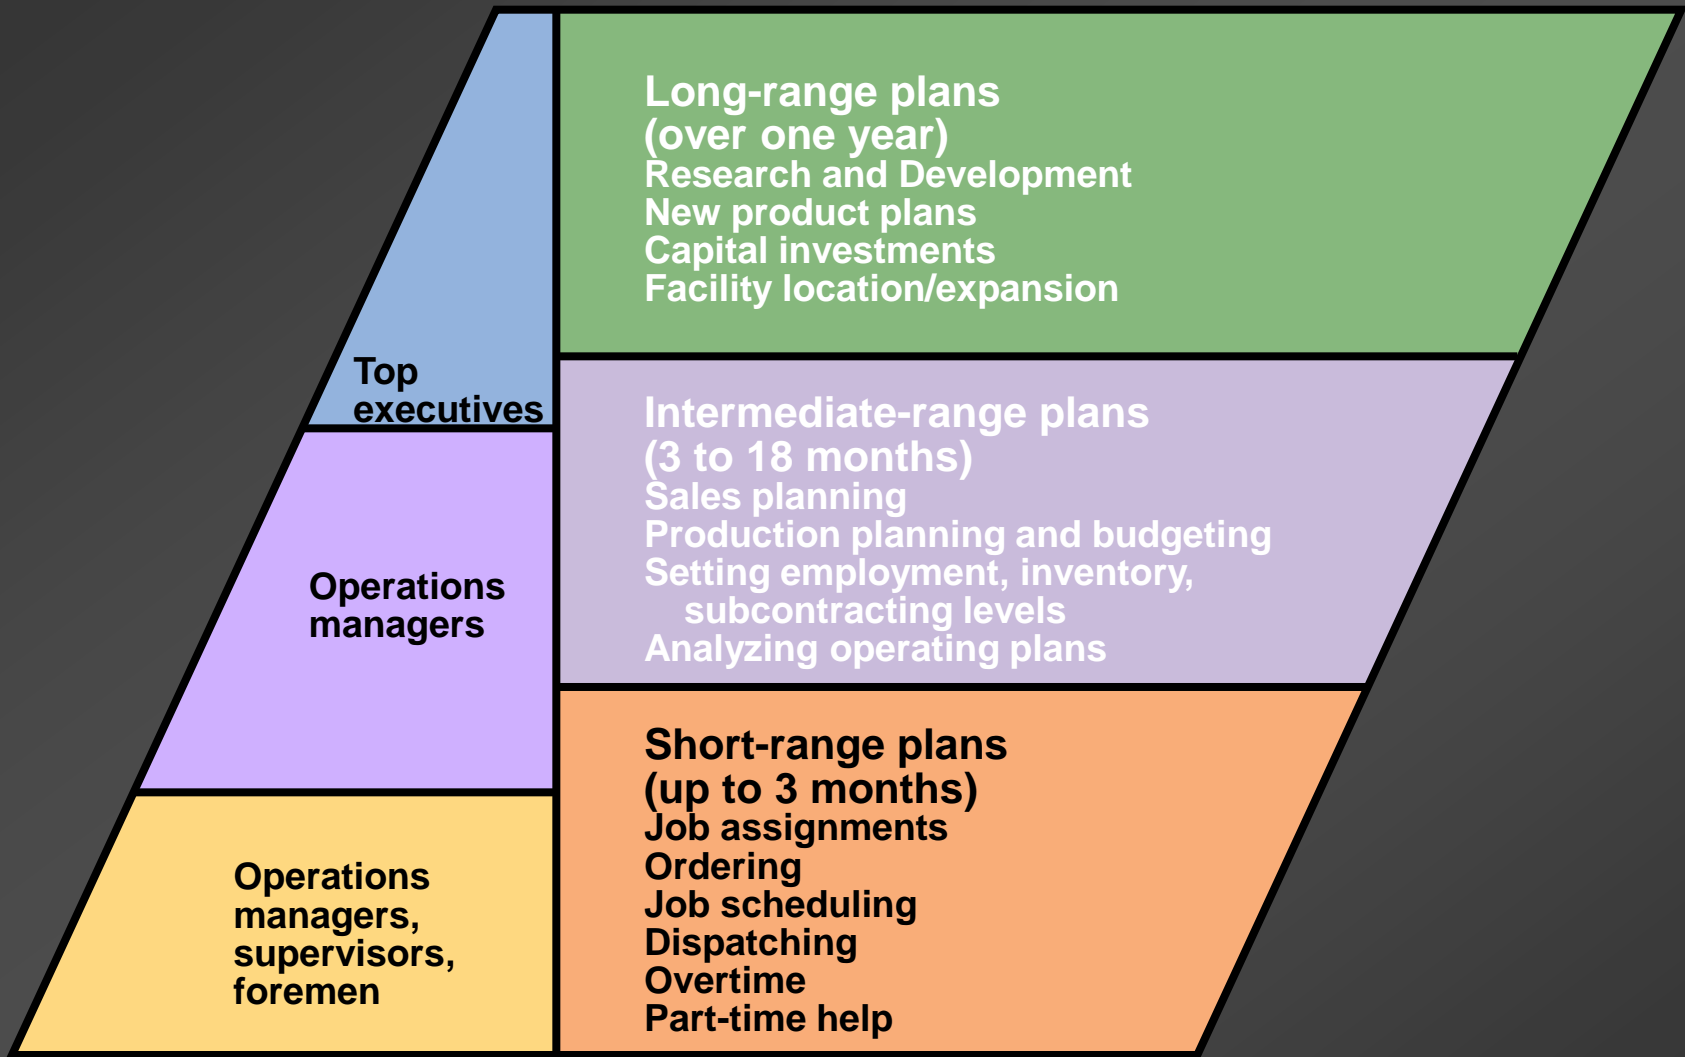 Top
executives
Long-range plans
(over one year)
Research and Development
New product plans
Capital investments
Facility location/expansion
Operations
managers
Intermediate-range plans
(3 to 18 months)
Sales planning
Production planning and budgeting
Setting employment, inventory,
subcontracting levels
Analyzing operating plans
Operations
managers,
supervisors,
foremen
Short-range plans
(up to 3 months)
Job assignments
Ordering
Job scheduling
Dispatching
Overtime
Part-time help